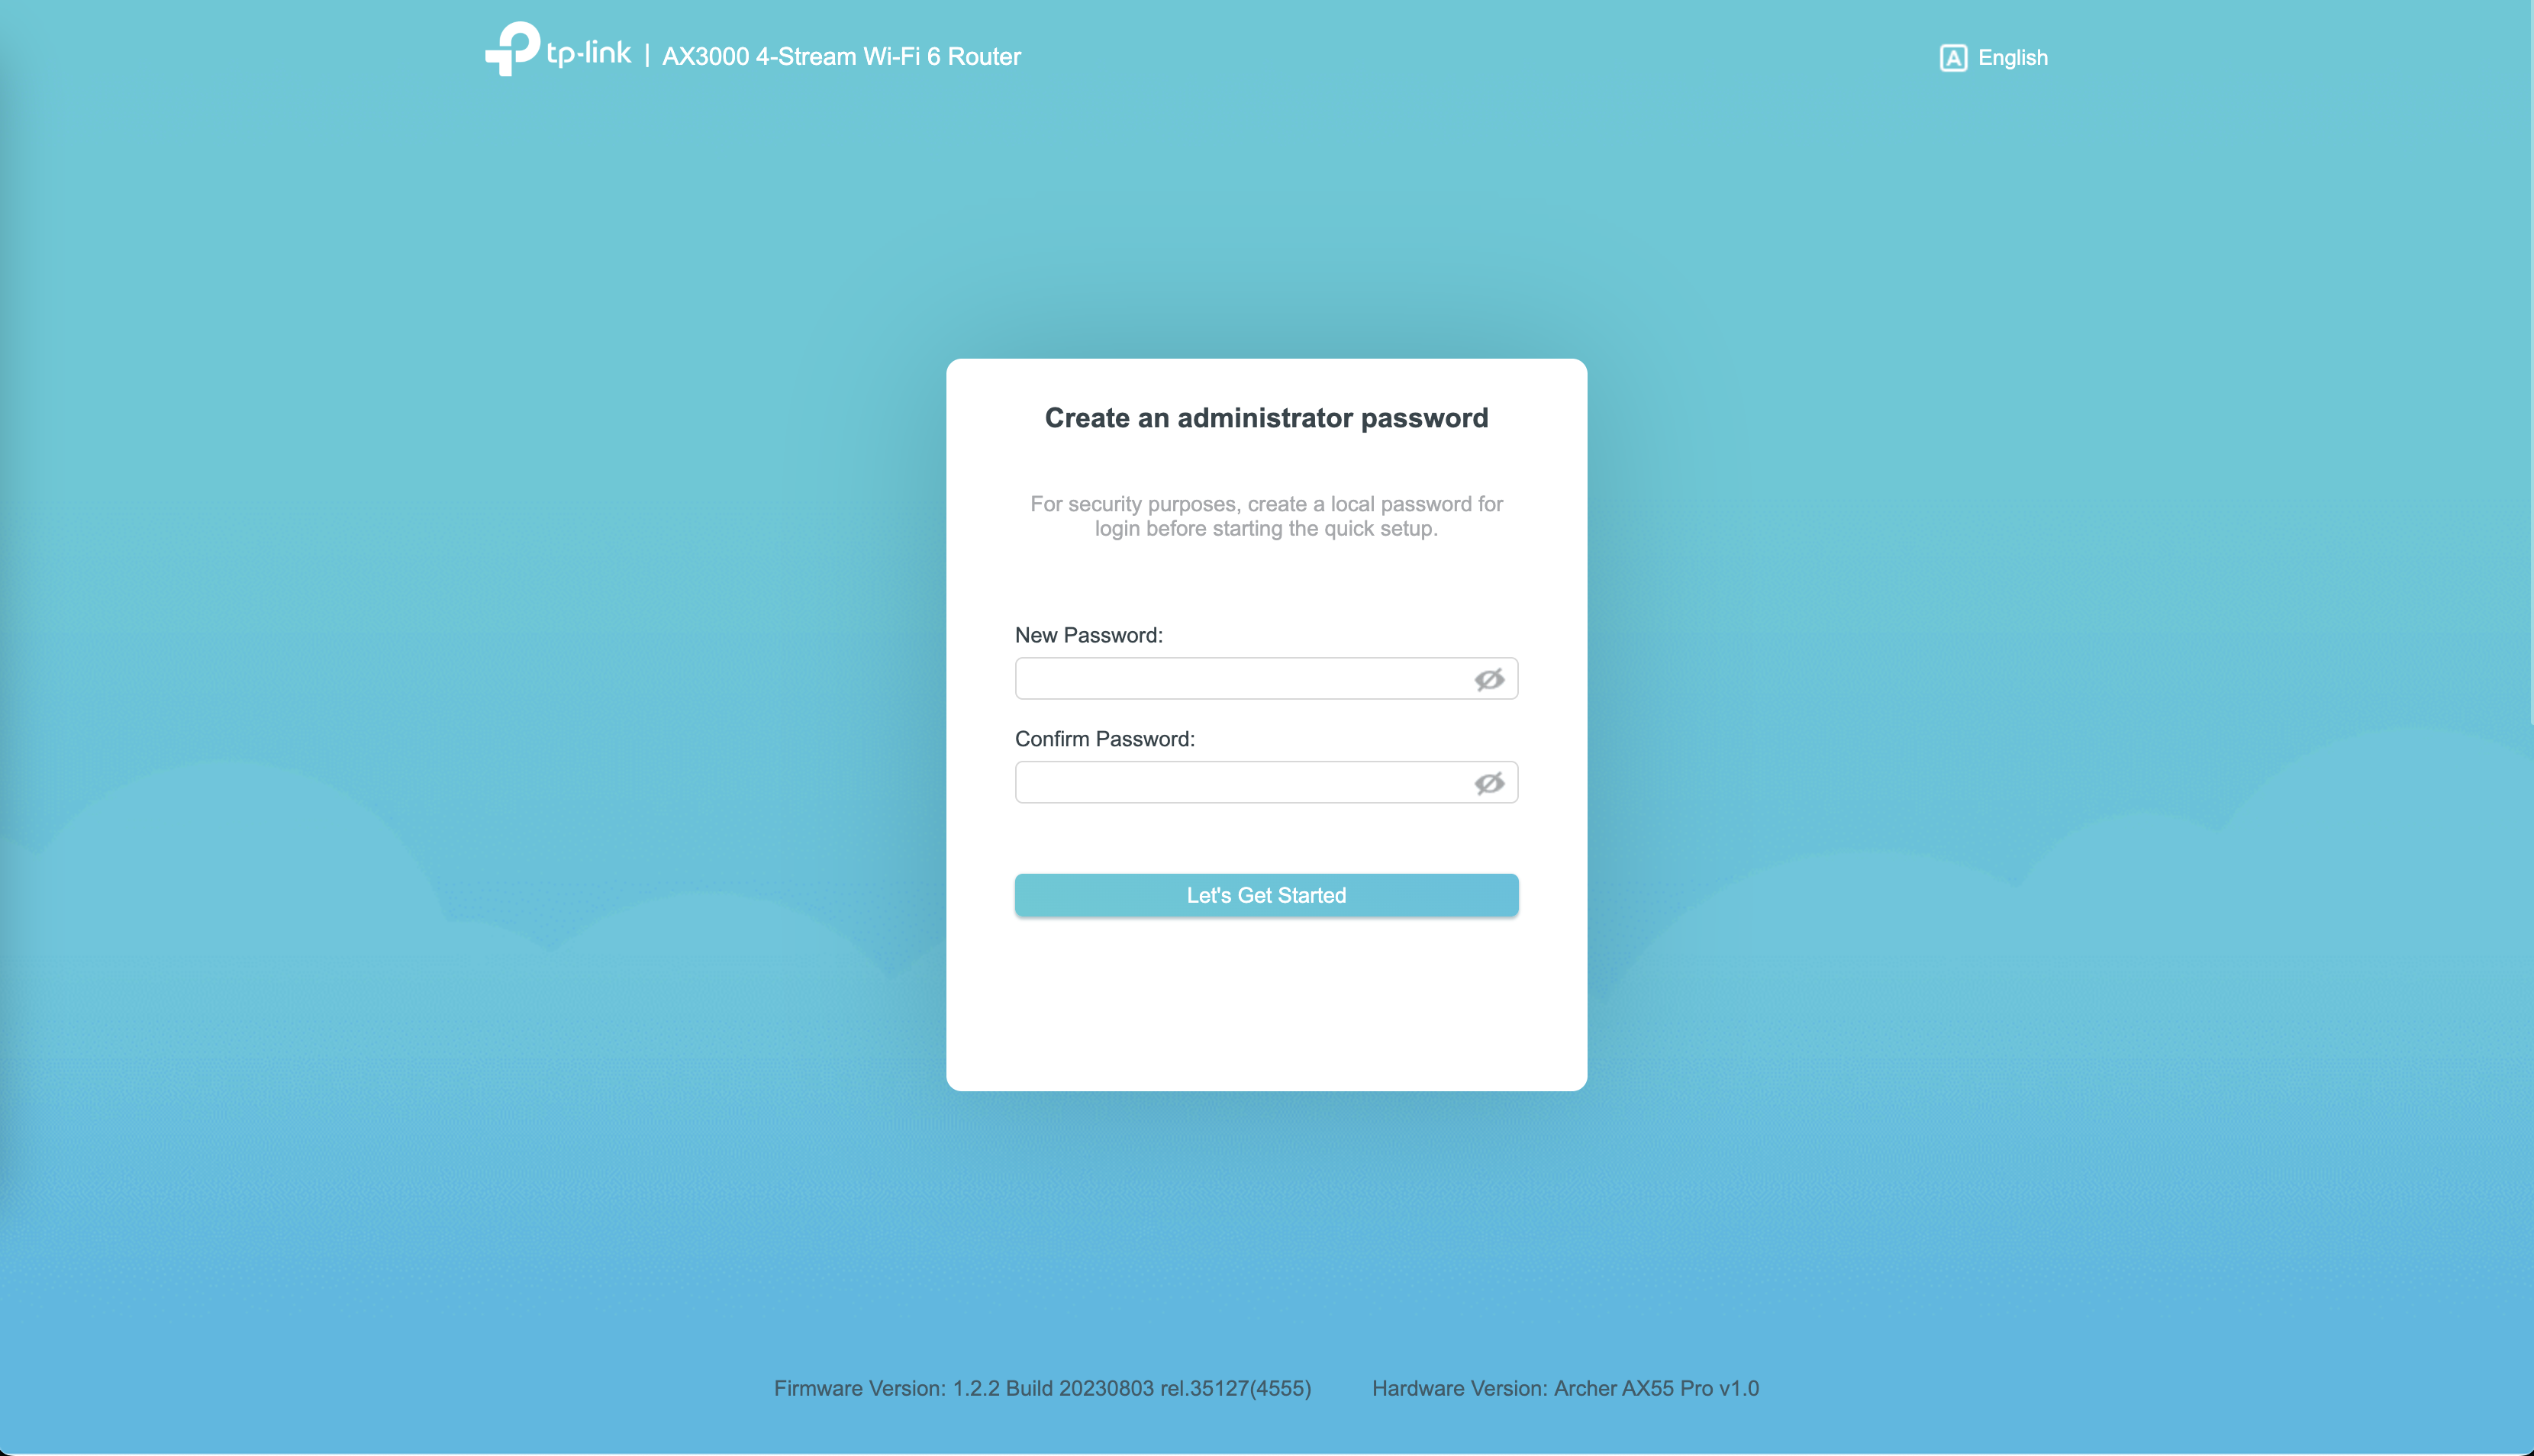 tp-link | AX3000 4-Stream Wi-Fi 6 Router
A English
Create an administrator password
For security purposes, create a local password for
login before starting the quick setup.
New Password:
Confirm Password:
Let's Get Started
Firmware Version: 1.2.2 Build 20230803 rel.35127(4555) Hardware Version: Archer AX55 Pro v1.0